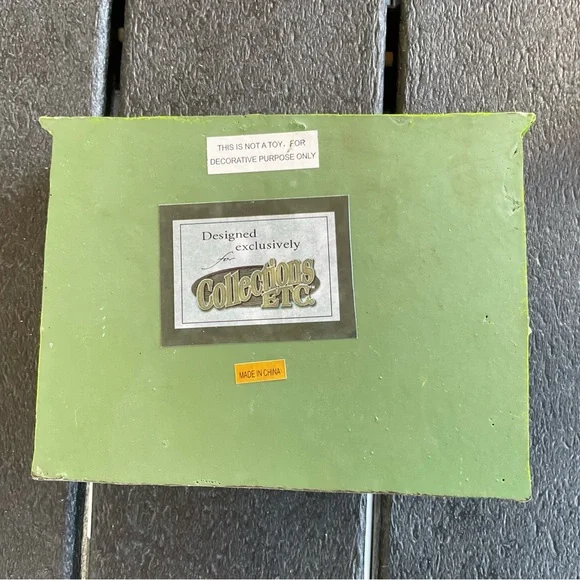 THIS IS NOT A TOY, FOR
DECORATIVE PURPOSE ONLY
Designed
exclusively
for
Collections
ETC.
MADE IN CHINA